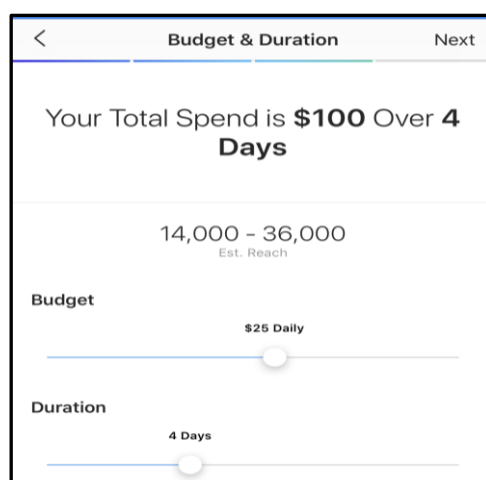 Budget & Duration
Next
Your Total Spend is $100 Over 4
Days
14,000 - 36,000
Est. Reach
Budget
$25 Daily
Duration
4 Days